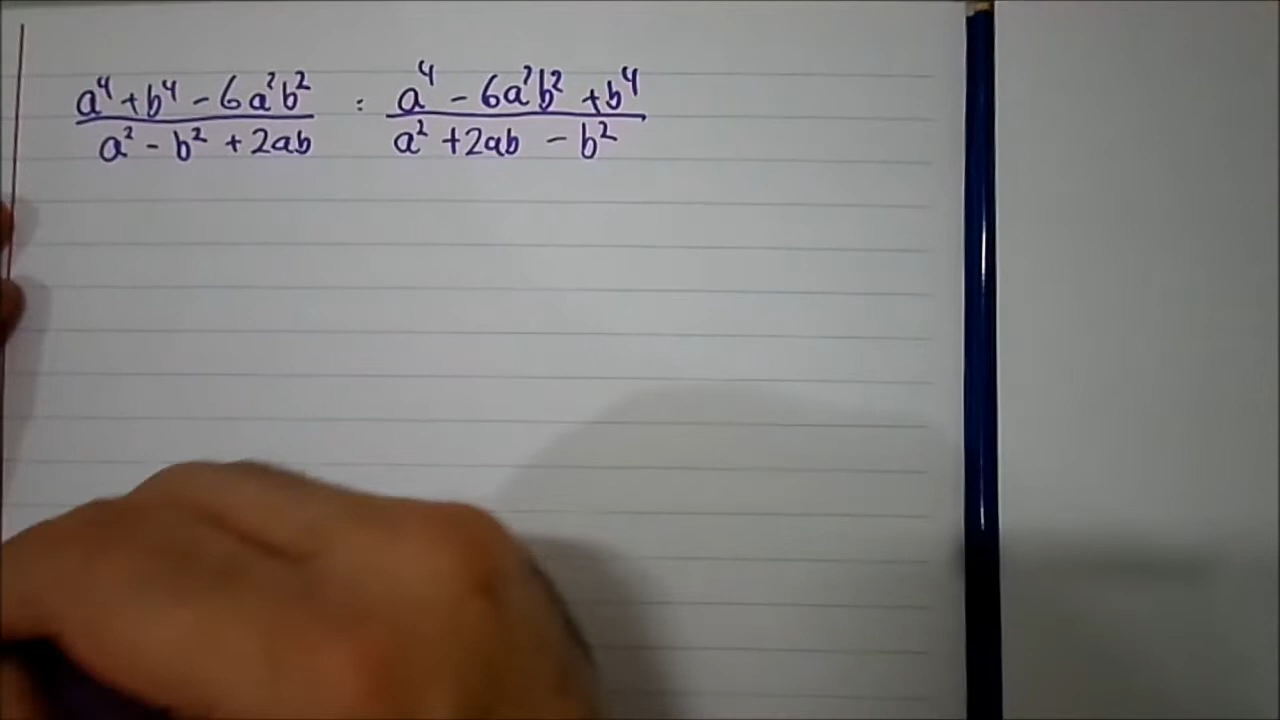 a⁴ + b⁴ - 6a²b² : a⁴ - 6a²b² + b⁴
a² - b² + 2ab a² + 2ab - b²